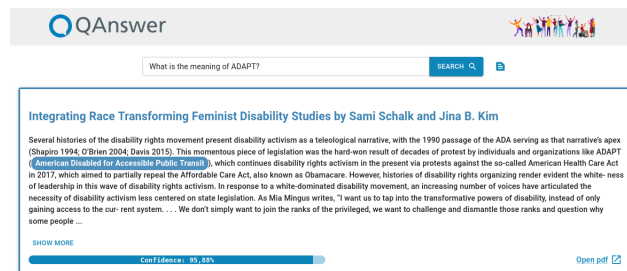 QAnswer
What is the meaning of ADAPT?
SEARCH
Integrating Race Transforming Feminist Disability Studies by Sami Schalk and Jina B. Kim
Several histories of the disability rights movement present disability activism as a teleological narrative, with the 1990 passage of the ADA serving as that narrative's apex
(Shapiro 1994; O'Brien 2004; Davis 2015). This momentous piece of legislation was the hard-won result of decades of protest by individuals and organizations like ADAPT
( American Disabled for Accessible Public Transit ), which continues disability rights activism in the present via protests against the so-called American Health Care Act
in 2017, which aimed to partially repeal the Affordable Care Act, also known as Obamacare. However, histories of disability rights organizing render evident the white- ness
of leadership in this wave of disability rights activism. In response to a white-dominated disability movement, an increasing number of voices have articulated the
necessity of disability activism less centered on state legislation. As Mia Mingus writes, "I want us to tap into the transformative powers of disability, instead of only
gaining access to the cur- rent system. . . . We don't simply want to join the ranks of the privileged, we want to challenge and dismantle those ranks and question why
some people ...
SHOW MORE
Confidence: 95,88%
Open pdf